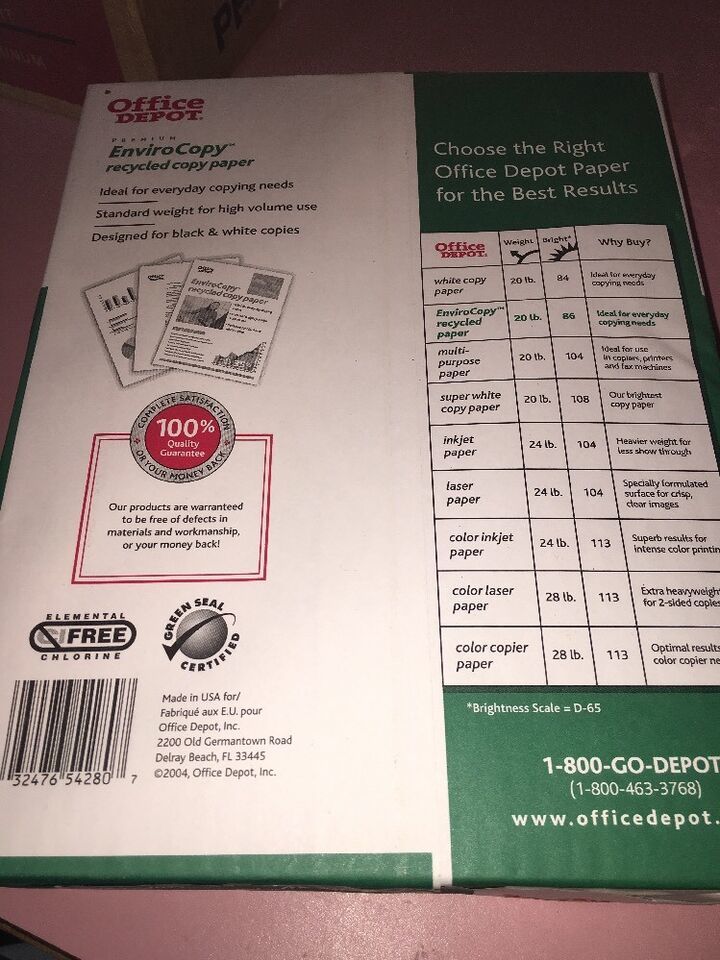 Office
DEPOT
PREMIUM
EnviroCopy™
recycled copy paper
Ideal for everyday copying needs
Standard weight for high volume use
Designed for black & white copies
EnviroCopy
recycled copy paper
COMPLETE SATISFACTION
100%
Quality
Guarantee
OR YOUR MONEY BACK
Our products are warranteed
to be free of defects in
materials and workmanship,
or your money back!
ELEMENTAL
FREE
CHLORINE
GREEN SEAL
CERTIFIED
32476 54280 7
Made in USA for/
Fabriqué aux E.U. pour
Office Depot, Inc.
2200 Old Germantown Road
Delray Beach, FL 33445
©2004, Office Depot, Inc.
Choose the Right
Office Depot Paper
for the Best Results
Office
DEPOT. Weight Bright* Why Buy?
white copy
paper 20 lb. 84 Ideal for everyday
copying needs
EnviroCopy™
recycled
paper 20 lb. 86 Ideal for everyday
copying needs
multi-
purpose
paper 20 lb. 104 Ideal for use
in copiers, printers
and fax machines
super white
copy paper 20 lb. 108 Our brightest
copy paper
inkjet
paper 24 lb. 104 Heavier weight for
less show through
laser
paper 24 lb. 104 Specially formulated
surface for crisp,
clear images
color inkjet
paper 24 lb. 113 Superb results for
intense color printin
color laser
paper 28 lb. 113 Extra heavyweight
for 2-sided copies
color copier
paper 28 lb. 113 Optimal results
color copier ne
*Brightness Scale = D-65
1-800-GO-DEPOT
(1-800-463-3768)
www.officedepot.